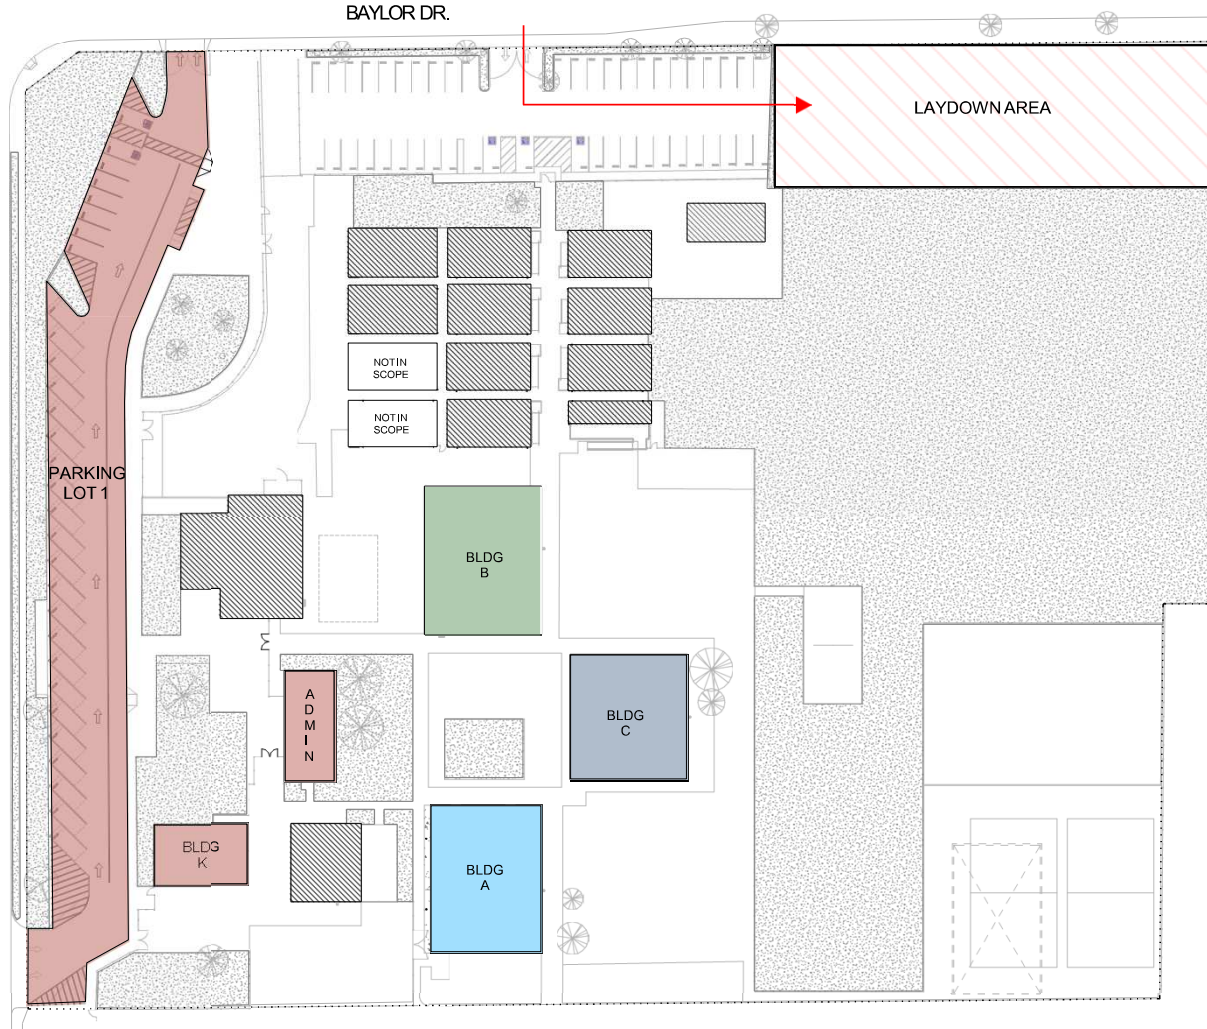 BAYLOR DR.
LAYDOWN AREA
NOT IN
SCOPE
NOT IN
SCOPE
PARKING
LOT 1
BLDG
B
ADMIN
BLDG
C
BLDG
K
BLDG
A